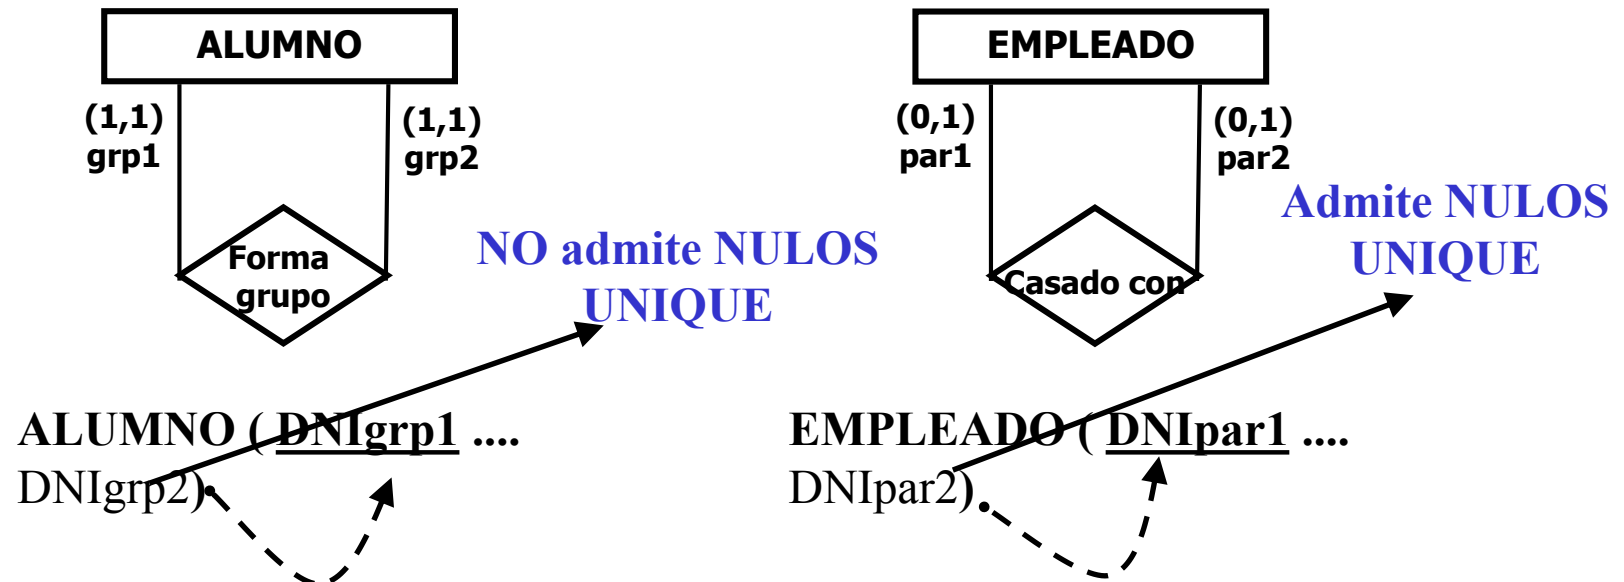 ALUMNO
(1,1)
grp1
(1,1)
grp2
Forma
grupo
NO admite NULOS
UNIQUE
ALUMNO ( DNIgrp1 ....
DNIgrp2)
EMPLEADO
(0,1)
par1
(0,1)
par2
Casado con
Admite NULOS
UNIQUE
EMPLEADO ( DNIpar1 ....
DNIpar2)